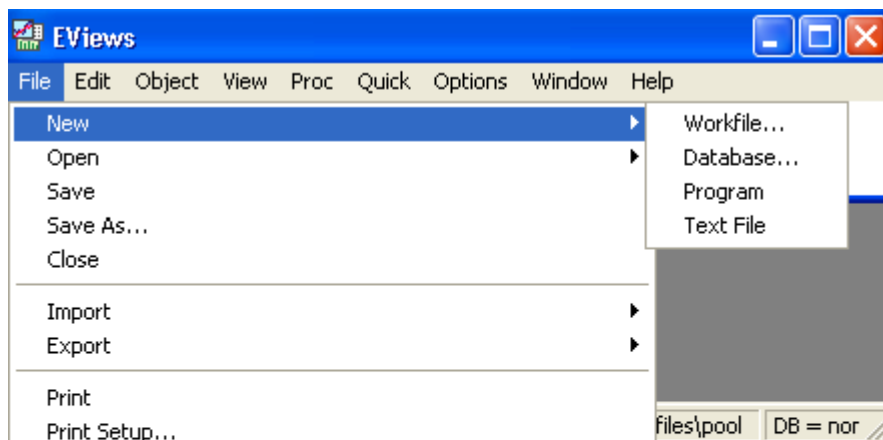 EViews
File Edit Object View Proc Quick Options Window Help
New
Open
Save
Save As...
Close
Import
Export
Print
Print Setup...
Workfile...
Database...
Program
Text File
files\pool DB = nor